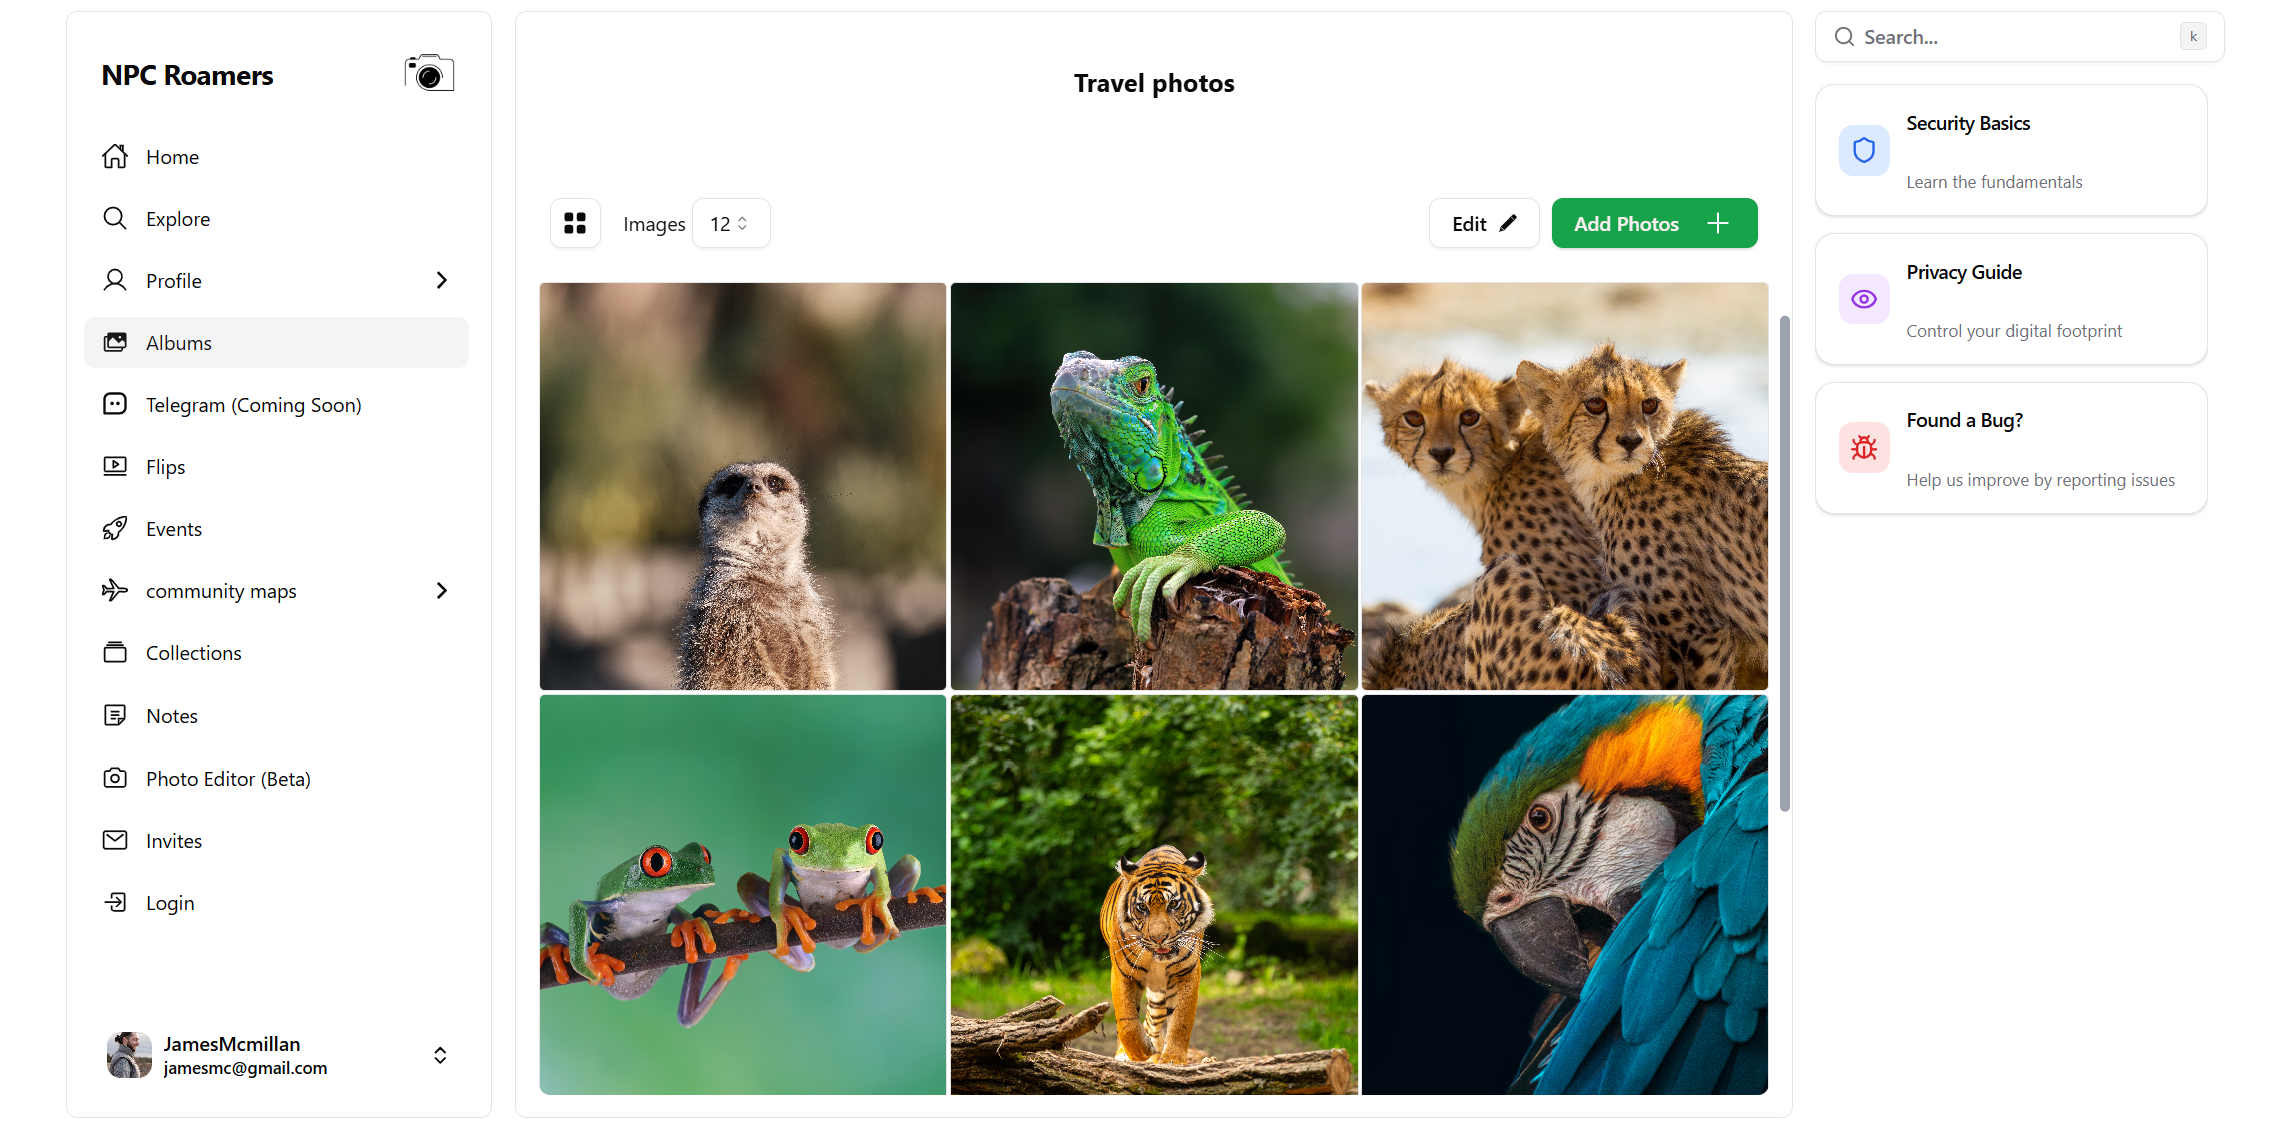 NPC Roamers
Home
Explore
Profile
Albums
Telegram (Coming Soon)
Flips
Events
community maps
Collections
Notes
Photo Editor (Beta)
Invites
Login
JamesMcmillan
jamesmc@gmail.com
Travel photos
Images 12
Edit
Add Photos
Search...
k
Security Basics
Learn the fundamentals
Privacy Guide
Control your digital footprint
Found a Bug?
Help us improve by reporting issues